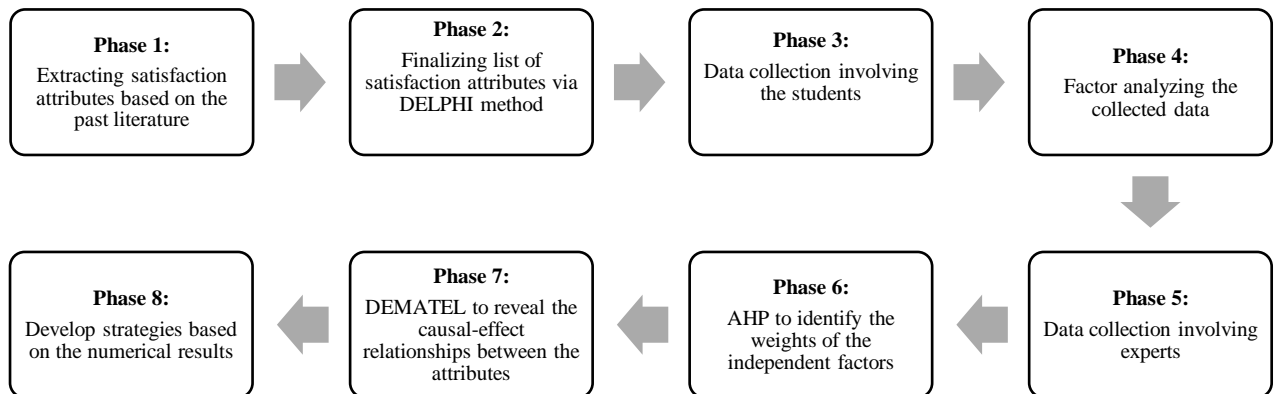 Phase 1:
Extracting satisfaction
attributes based on the
past literature
Phase 2:
Finalizing list of
satisfaction attributes via
DELPHI method
Phase 3:
Data collection involving
the students
Phase 4:
Factor analyzing the
collected data
Phase 5:
Data collection involving
experts
Phase 6:
AHP to identify the
weights of the
independent factors
Phase 7:
DEMATEL to reveal the
causal-effect
relationships between the
attributes
Phase 8:
Develop strategies based
on the numerical results